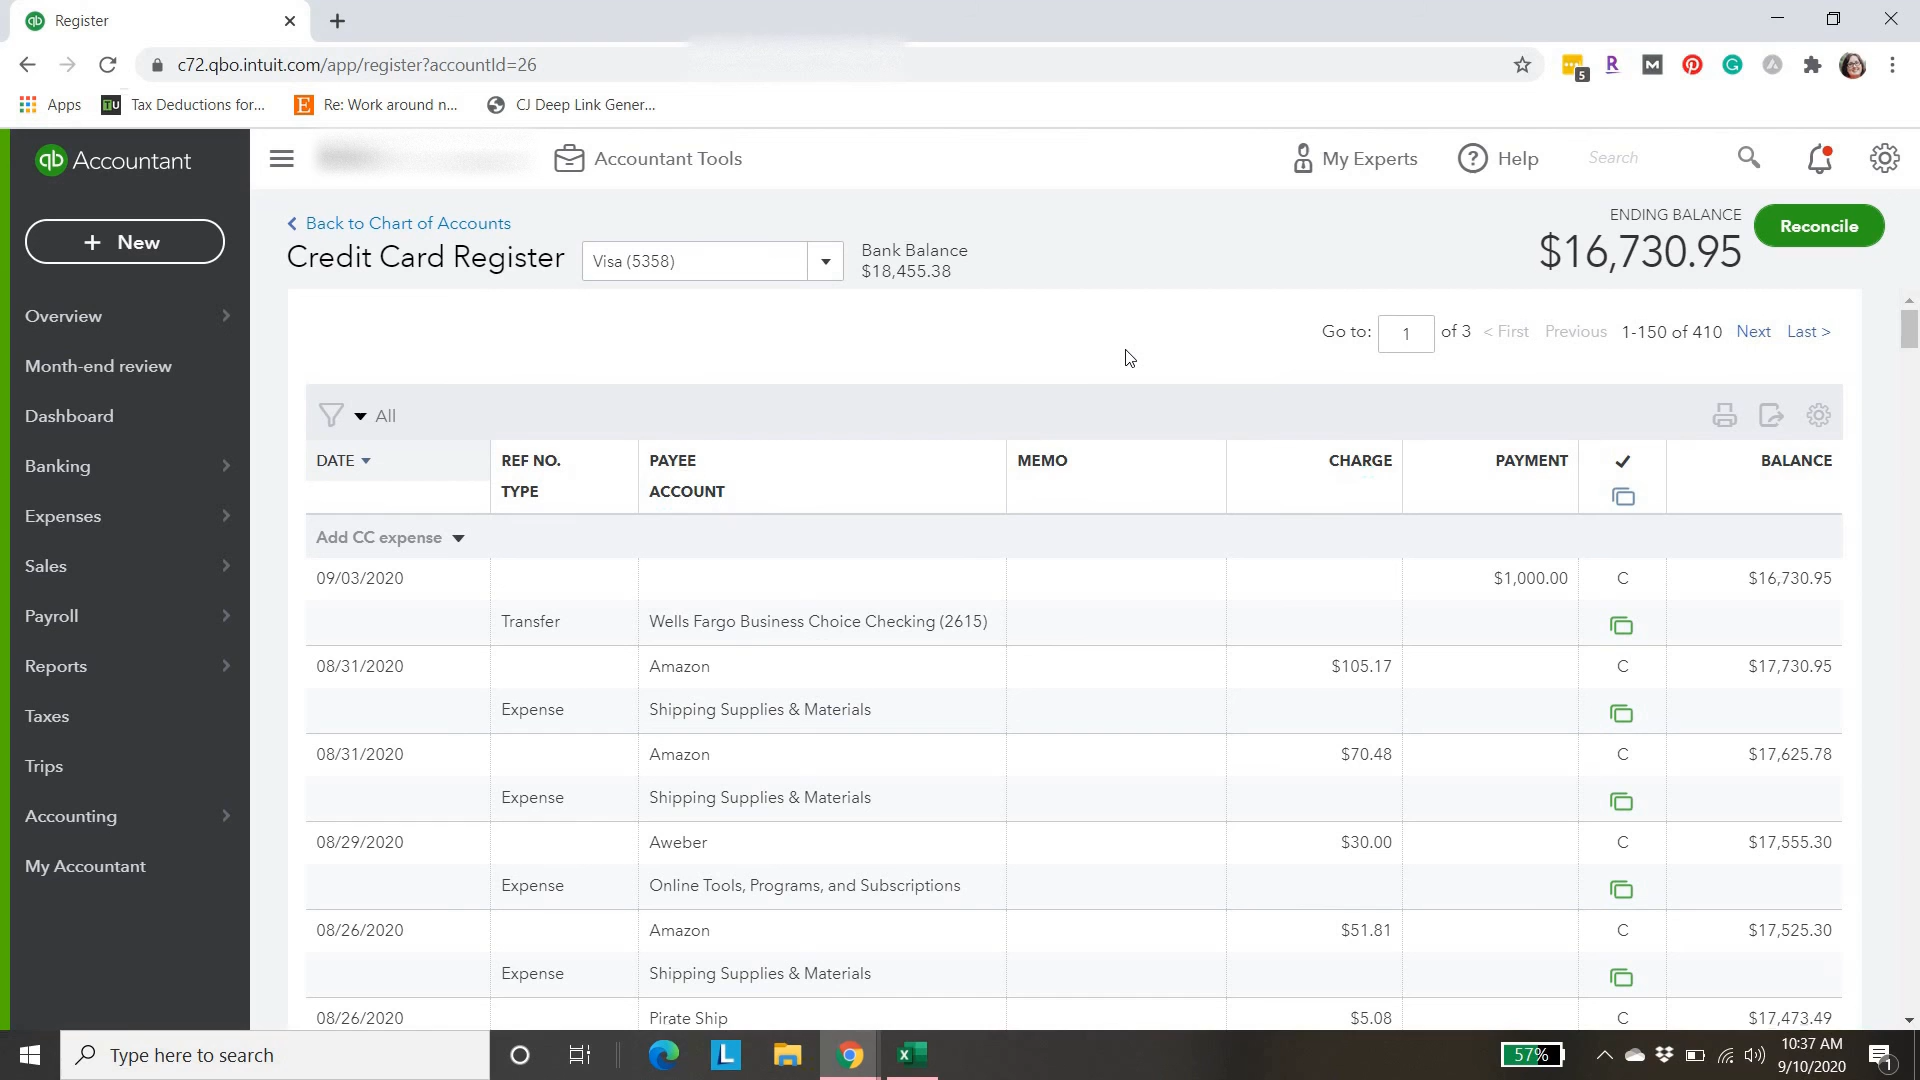 Register
c72.qbo.intuit.com/app/register?accountId=26
5
Apps
TU
Tax Deductions for...
E
Re: Work around n...
CJ Deep Link Gener...
qb Accountant
Accountant Tools
My Experts
Help
Search
+ New
Overview
Month-end review
Dashboard
Banking
Expenses
Sales
Payroll
Reports
Taxes
Trips
Accounting
My Accountant
Back to Chart of Accounts
Credit Card Register
Visa (5358)
Bank Balance
$18,455.38
ENDING BALANCE
$16,730.95
Reconcile
Go to: 1 of 3 < First Previous 1-150 of 410 Next Last >
All
DATE REF NO. PAYEE MEMO CHARGE PAYMENT ✓ BALANCE
TYPE ACCOUNT
Add CC expense
09/03/2020 $1,000.00 C $16,730.95
Transfer Wells Fargo Business Choice Checking (2615)
08/31/2020 Amazon $105.17 C $17,730.95
Expense Shipping Supplies & Materials
08/31/2020 Amazon $70.48 C $17,625.78
Expense Shipping Supplies & Materials
08/29/2020 Aweber $30.00 C $17,555.30
Expense Online Tools, Programs, and Subscriptions
08/26/2020 Amazon $51.81 C $17,525.30
Expense Shipping Supplies & Materials
08/26/2020 Pirate Ship $5.08 C $17,473.49
Type here to search
57%
10:37 AM
9/10/2020
1